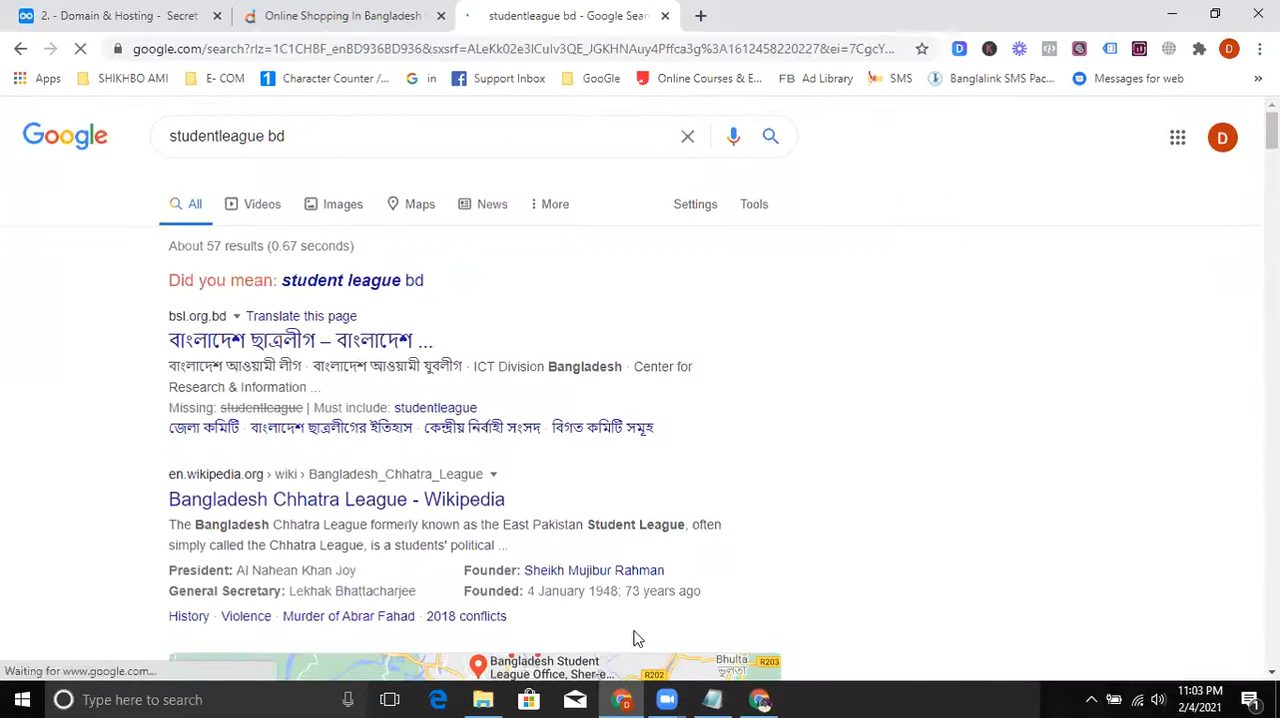 2. - Domain & Hosting - Secret
Online Shopping In Bangladesh
studentleague bd - Google Sear
google.com/search?rlz=1C1CHBF_enBD936BD936&sxsrf=ALeKk02e3ICuIv3QE_JGKHNAuy4Pffca3g%3A1612458220227&ei=7CgcY...
D
Apps
SHIKHBO AMI
E- COM
Character Counter /...
in
Support Inbox
GooGle
Online Courses & E...
FB Ad Library
SMS
Banglalink SMS Pac...
Messages for web
Google
studentleague bd
D
All
Videos
Images
Maps
News
More
Settings
Tools
About 57 results (0.67 seconds)
Did you mean: student league bd
bsl.org.bd Translate this page
বাংলাদেশ ছাত্রলীগ – বাংলাদেশ ...
বাংলাদেশ আওয়ামী লীগ · বাংলাদেশ আওয়ামী যুবলীগ · ICT Division Bangladesh · Center for
Research & Information ...
Missing: studentleague | Must include: studentleague
জেলা কমিটি · বাংলাদেশ ছাত্রলীগের ইতিহাস · কেন্দ্রীয় নির্বাহী সংসদ · বিগত কমিটি সমূহ
en.wikipedia.org › wiki › Bangladesh_Chhatra_League
Bangladesh Chhatra League - Wikipedia
The Bangladesh Chhatra League formerly known as the East Pakistan Student League, often
simply called the Chhatra League, is a students' political ...
President: Al Nahean Khan Joy
Founder: Sheikh Mujibur Rahman
General Secretary: Lekhak Bhattacharjee
Founded: 4 January 1948; 73 years ago
History · Violence · Murder of Abrar Fahad · 2018 conflicts
Bangladesh Student
League Office, Sher-e...
R202
Bhulta
ভুলতা
R203
Waiting for www.google.com...
Type here to search
11:03 PM
2/4/2021